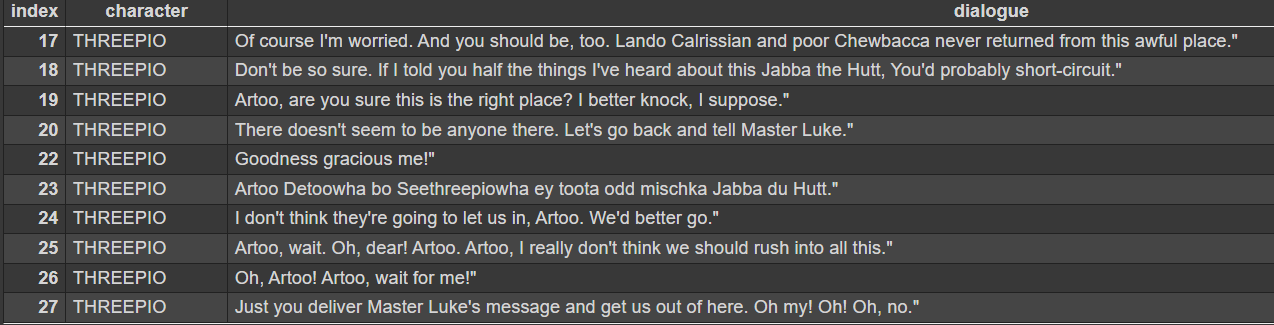 index character dialogue
17 THREEPIO Of course I'm worried. And you should be, too. Lando Calrissian and poor Chewbacca never returned from this awful place."
18 THREEPIO Don't be so sure. If I told you half the things I've heard about this Jabba the Hutt, You'd probably short-circuit."
19 THREEPIO Artoo, are you sure this is the right place? I better knock, I suppose."
20 THREEPIO There doesn't seem to be anyone there. Let's go back and tell Master Luke."
22 THREEPIO Goodness gracious me!"
23 THREEPIO Artoo Detoowha bo Seethreepiowha ey toota odd mischka Jabba du Hutt."
24 THREEPIO I don't think they're going to let us in, Artoo. We'd better go."
25 THREEPIO Artoo, wait. Oh, dear! Artoo. Artoo, I really don't think we should rush into all this."
26 THREEPIO Oh, Artoo! Artoo, wait for me!"
27 THREEPIO Just you deliver Master Luke's message and get us out of here. Oh my! Oh! Oh, no."